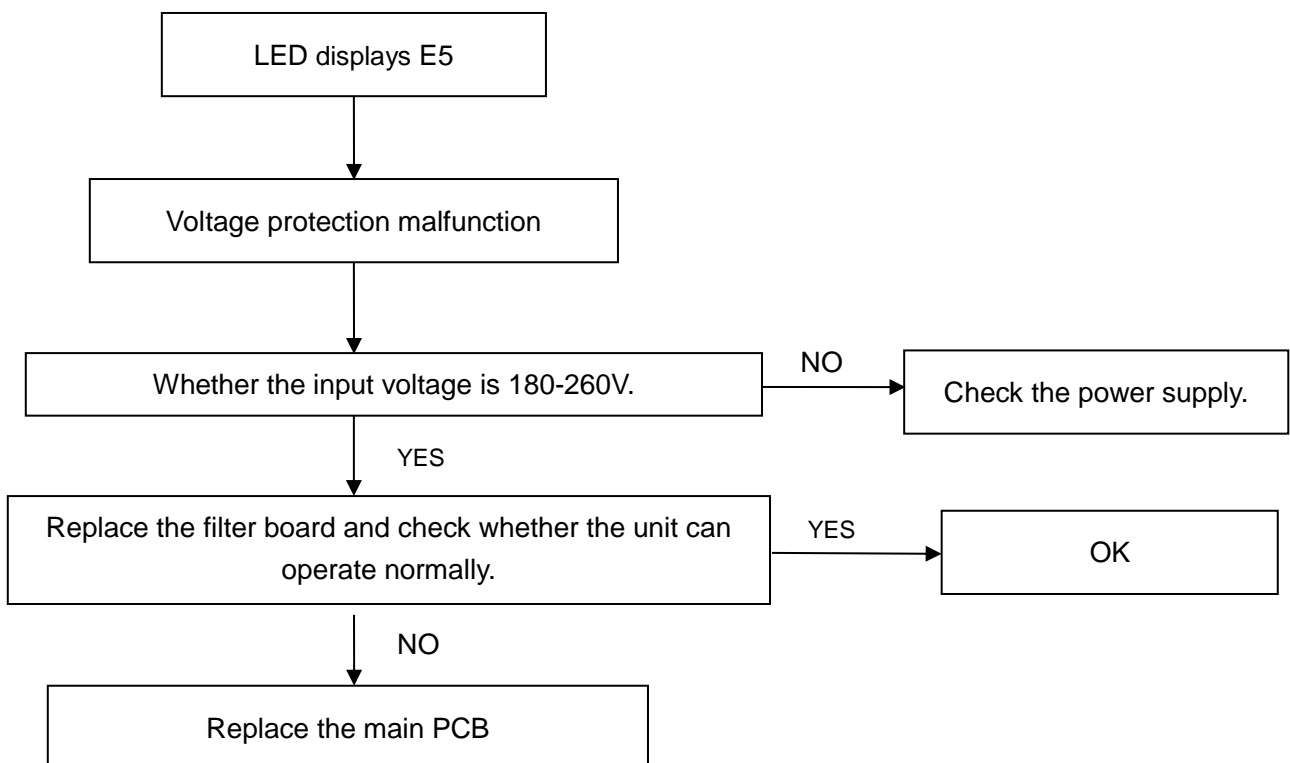 LED displays E5
Voltage protection malfunction
Whether the input voltage is 180-260V.
NO
Check the power supply.
YES
Replace the filter board and check whether the unit can
operate normally.
YES
OK
NO
Replace the main PCB